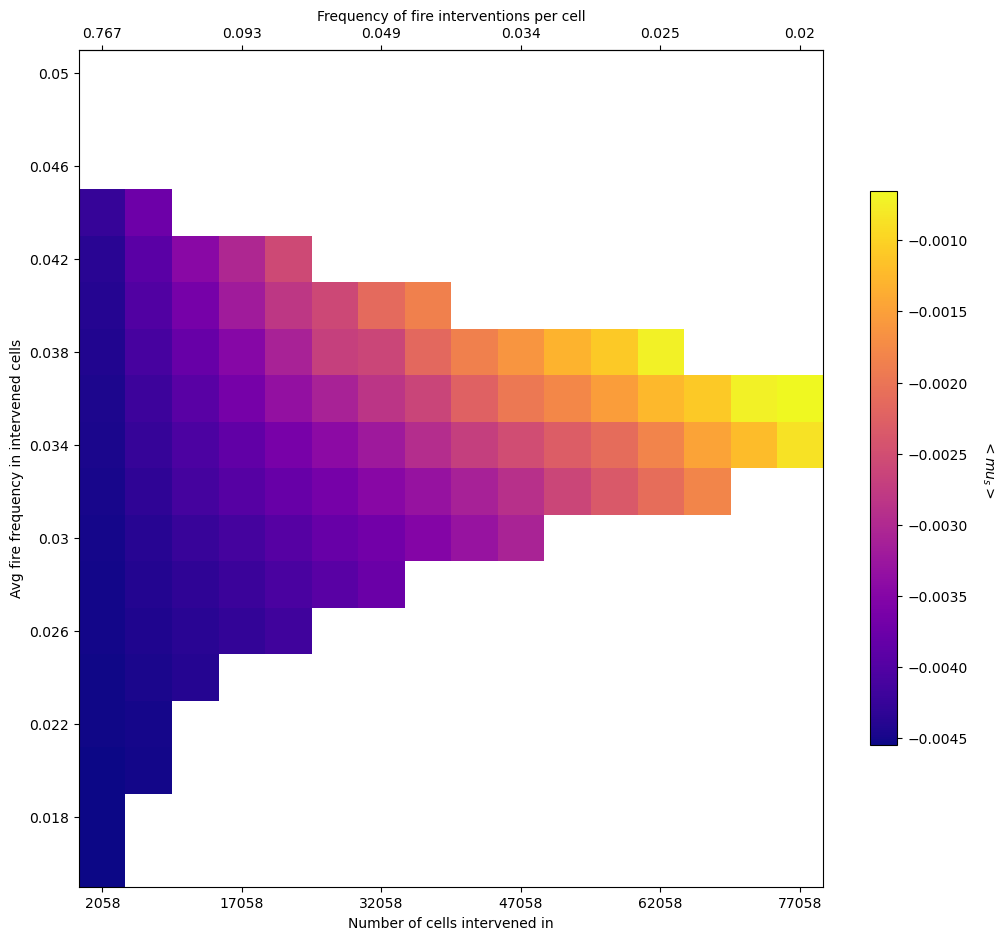 Frequency of fire interventions per cell
0.767 0.093 0.049 0.034 0.025 0.02
0.05
0.046
0.042
0.038
0.034
0.03
0.026
0.022
0.018
Avg fire frequency in intervened cells
2058 17058 32058 47058 62058 77058
Number of cells intervened in
−0.0010
−0.0015
−0.0020
−0.0025
−0.0030
−0.0035
−0.0040
−0.0045
< mu_s >